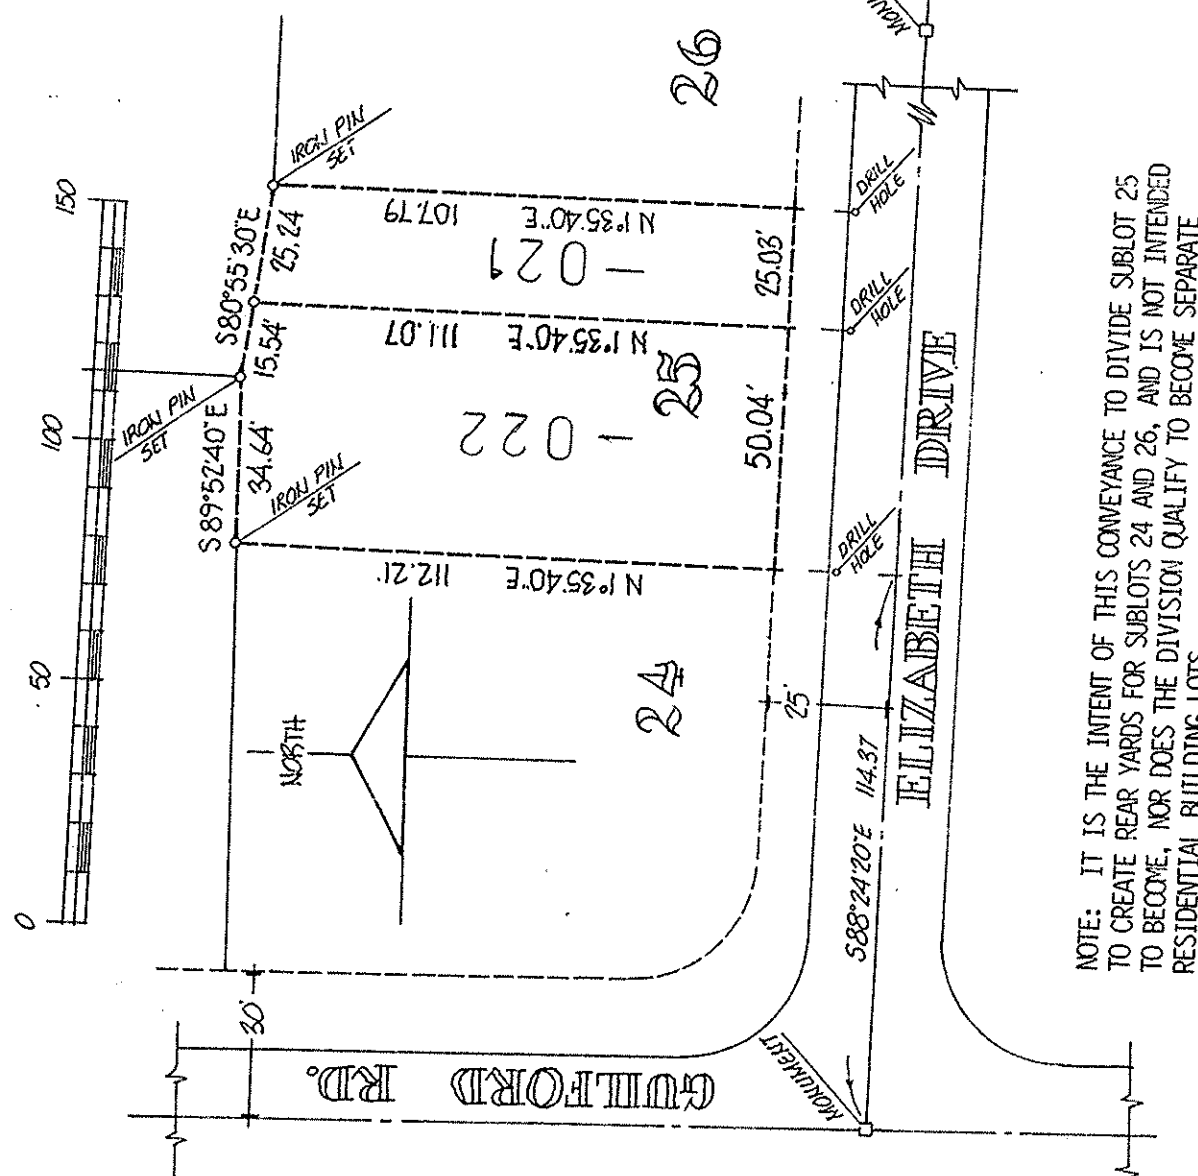 0
50
100
150
IRON PIN
SET
IRON PIN
SET
IRON PIN
SET
S89°52'40"E
34.64'
15.54'
S80°55'30"E
25.24
NORTH
30'
N 1°35'40"E 112.21'
N 1°35'40"E 111.07
N 1°35'40"E 107.79
- 022
- 021
24
25
26
50.04'
25.03'
25'
DRILL
HOLE
DRILL
HOLE
DRILL
HOLE
S88°24'20"E 114.37
ELIZABETH DRIVE
GUILFORD RD.
MONUMENT
NOTE: IT IS THE INTENT OF THIS CONVEYANCE TO DIVIDE SUBLOT 25
TO CREATE REAR YARDS FOR SUBLOTS 24 AND 26, AND IS NOT INTENDED
TO BECOME, NOR DOES THE DIVISION QUALIFY TO BECOME SEPARATE
RESIDENTIAL BUILDING LOTS